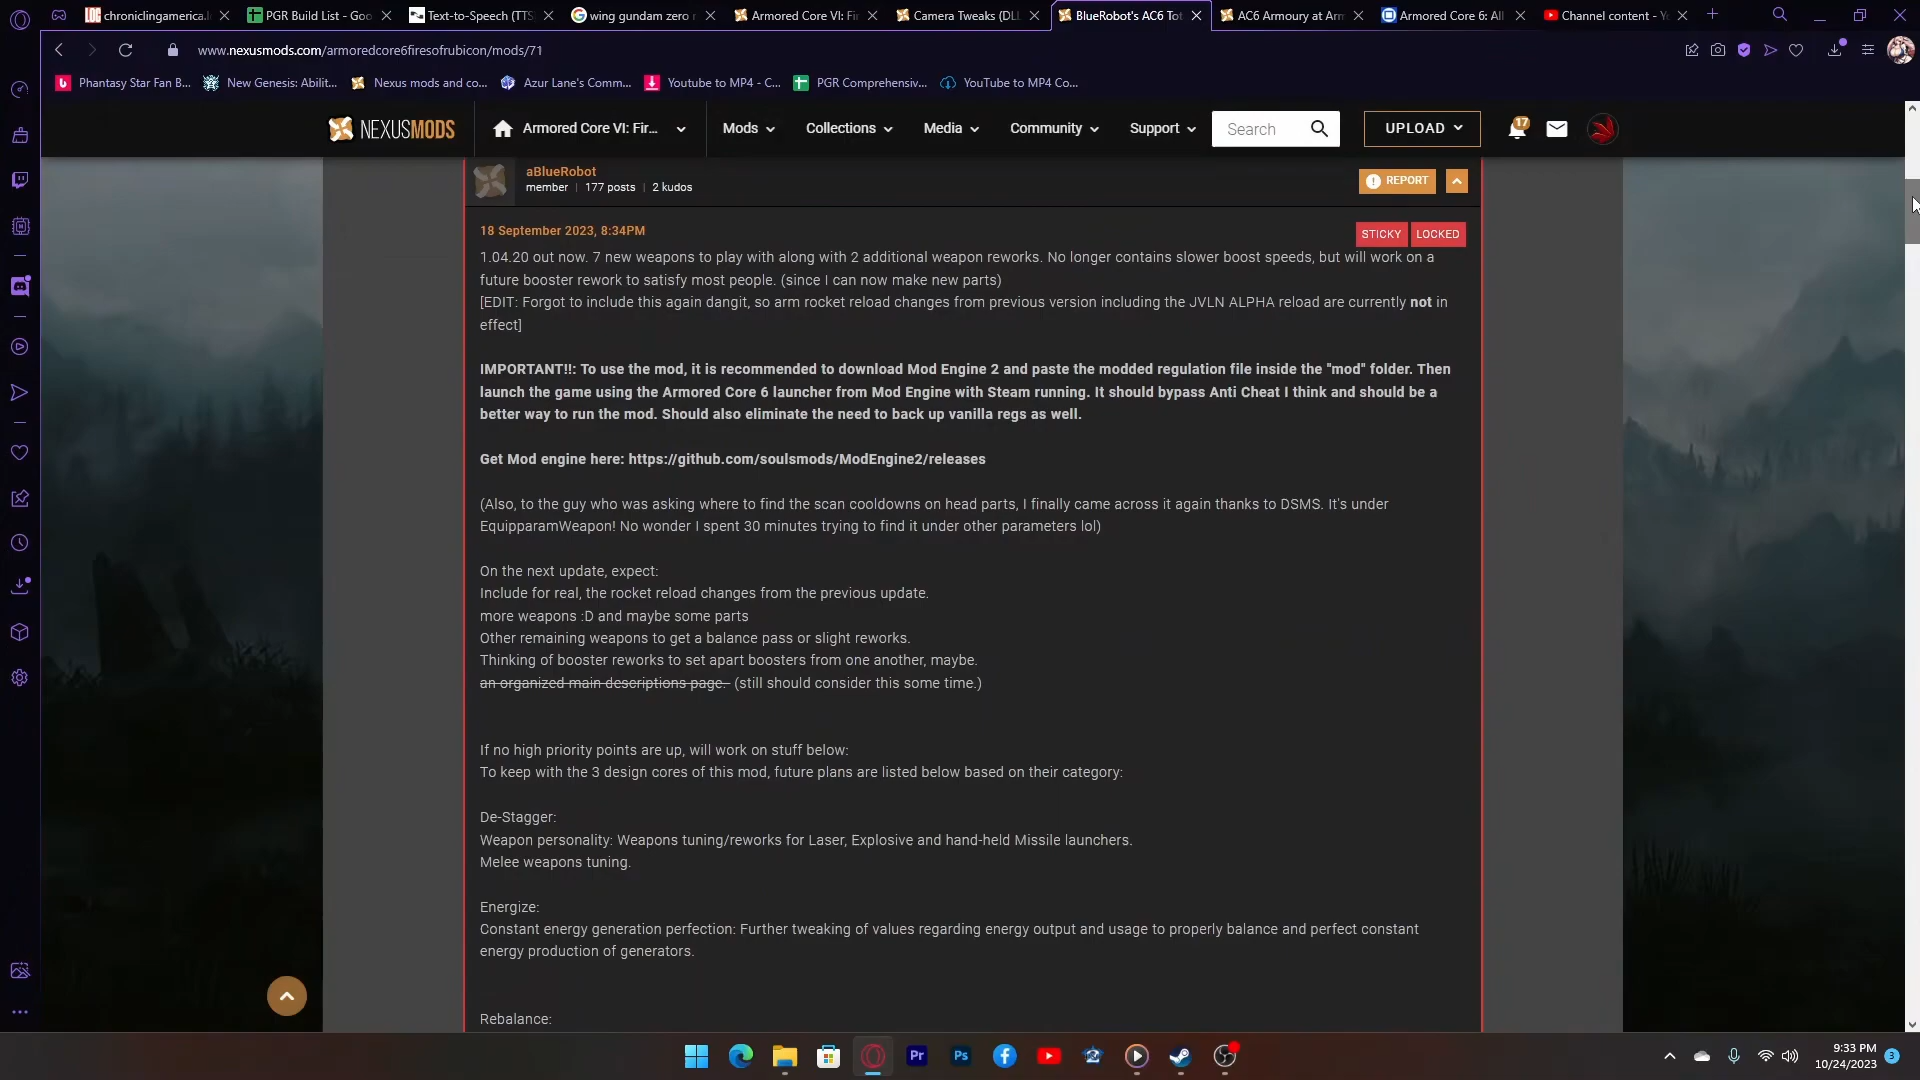 chroniclingamerica.l
PGR Build List - Goo
Text-to-Speech (TTS
wing gundam zero r
Armored Core VI: Fi
Camera Tweaks (DLL
BlueRobot's AC6 Tot
AC6 Armoury at Arm
Armored Core 6: All
Channel content - Yo
www.nexusmods.com/armoredcore6firesofrubicon/mods/71
Phantasy Star Fan B...
New Genesis: Abilit...
Nexus mods and co...
Azur Lane's Comm...
Youtube to MP4 - C...
PGR Comprehensiv...
YouTube to MP4 Co...
NEXUSMODS
Armored Core VI: Fir...
Mods
Collections
Media
Community
Support
Search
UPLOAD
17
aBlueRobot
member | 177 posts | 2 kudos
REPORT
18 September 2023, 8:34PM
STICKY LOCKED
1.04.20 out now. 7 new weapons to play with along with 2 additional weapon reworks. No longer contains slower boost speeds, but will work on a
future booster rework to satisfy most people. (since I can now make new parts)
[EDIT: Forgot to include this again dangit, so arm rocket reload changes from previous version including the JVLN ALPHA reload are currently not in
effect]
IMPORTANT!!: To use the mod, it is recommended to download Mod Engine 2 and paste the modded regulation file inside the "mod" folder. Then
launch the game using the Armored Core 6 launcher from Mod Engine with Steam running. It should bypass Anti Cheat I think and should be a
better way to run the mod. Should also eliminate the need to back up vanilla regs as well.
Get Mod engine here: https://github.com/soulsmods/ModEngine2/releases
(Also, to the guy who was asking where to find the scan cooldowns on head parts, I finally came across it again thanks to DSMS. It's under
EquipparamWeapon! No wonder I spent 30 minutes trying to find it under other parameters lol)
On the next update, expect:
Include for real, the rocket reload changes from the previous update.
more weapons :D and maybe some parts
Other remaining weapons to get a balance pass or slight reworks.
Thinking of booster reworks to set apart boosters from one another, maybe.
an organized main descriptions page. (still should consider this some time.)
If no high priority points are up, will work on stuff below:
To keep with the 3 design cores of this mod, future plans are listed below based on their category:
De-Stagger:
Weapon personality: Weapons tuning/reworks for Laser, Explosive and hand-held Missile launchers.
Melee weapons tuning.
Energize:
Constant energy generation perfection: Further tweaking of values regarding energy output and usage to properly balance and perfect constant
energy production of generators.
Rebalance:
Pr
Ps
9:33 PM
10/24/2023
3